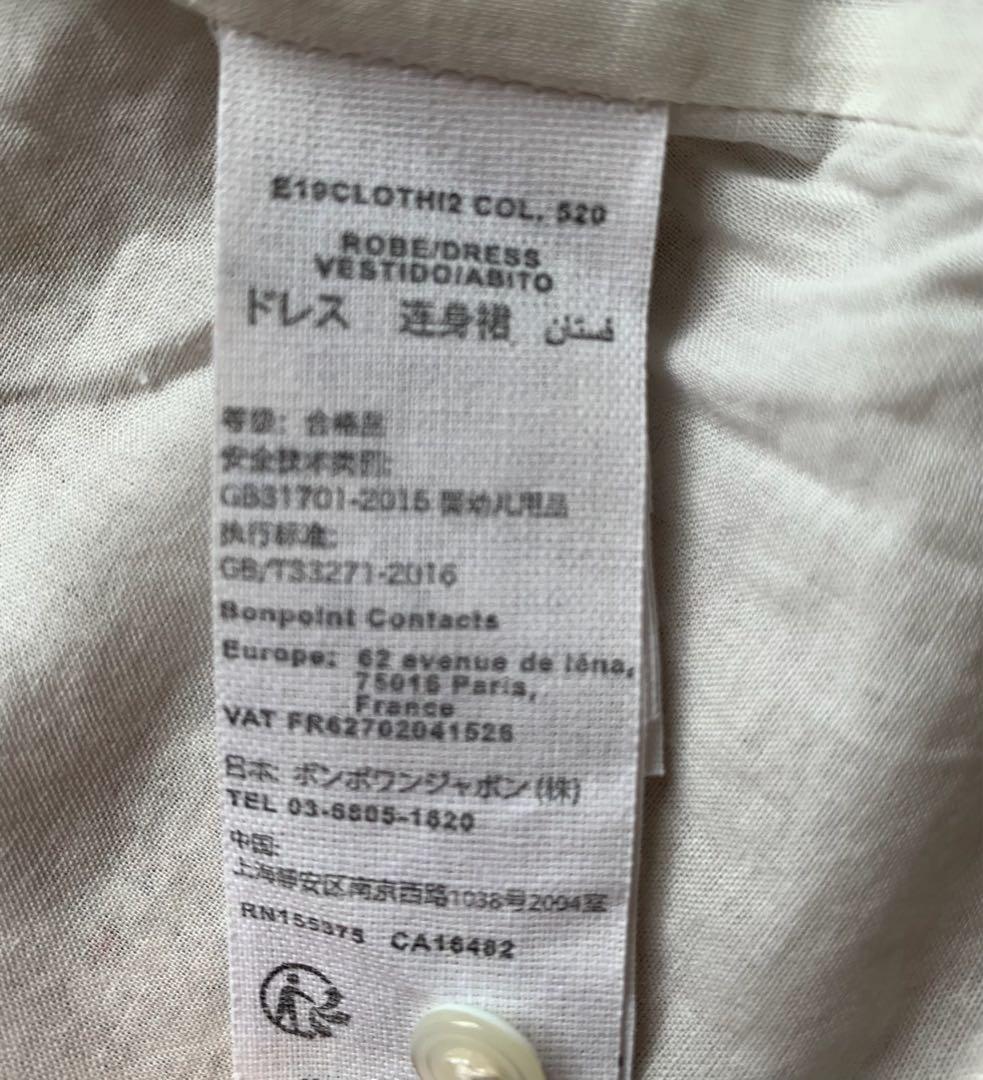 E19CLOTHI2 COL. 520
ROBE/DRESS
VESTIDO/ABITO
ドレス 连身裙 فستان
等级: 合格品
安全技术类别:
GB31701-2015 婴幼儿用品
执行标准:
GB/T33271-2016
Bonpoint Contacts
Europe: 62 avenue de Iéna,
75016 Paris,
France
VAT FR62702041526
日本: ボンポワンジャポン(株)
TEL 03-6805-1620
中国:
上海静安区南京西路1038号2004室
RN155375 CA16482